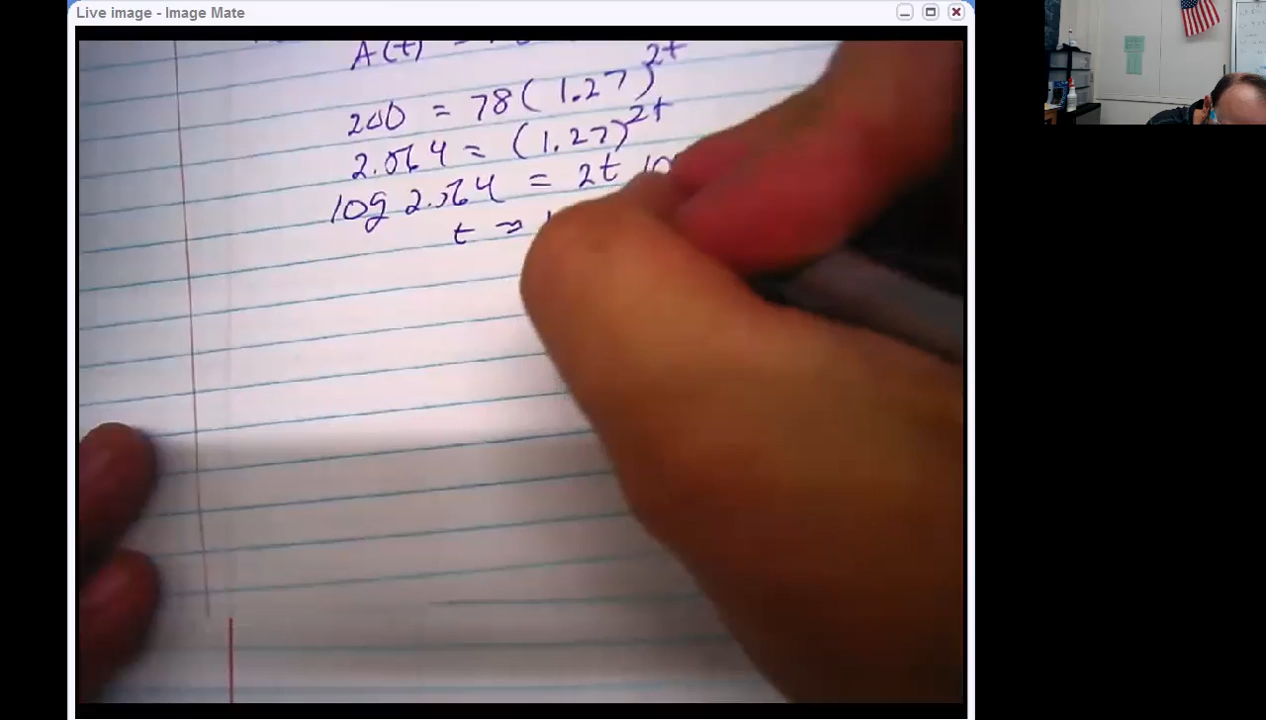 Live image - Image Mate
A(t)
200 = 78(1.27)^2t
2.564 = (1.27)^2t
log 2.564 = 2t
t ⇒